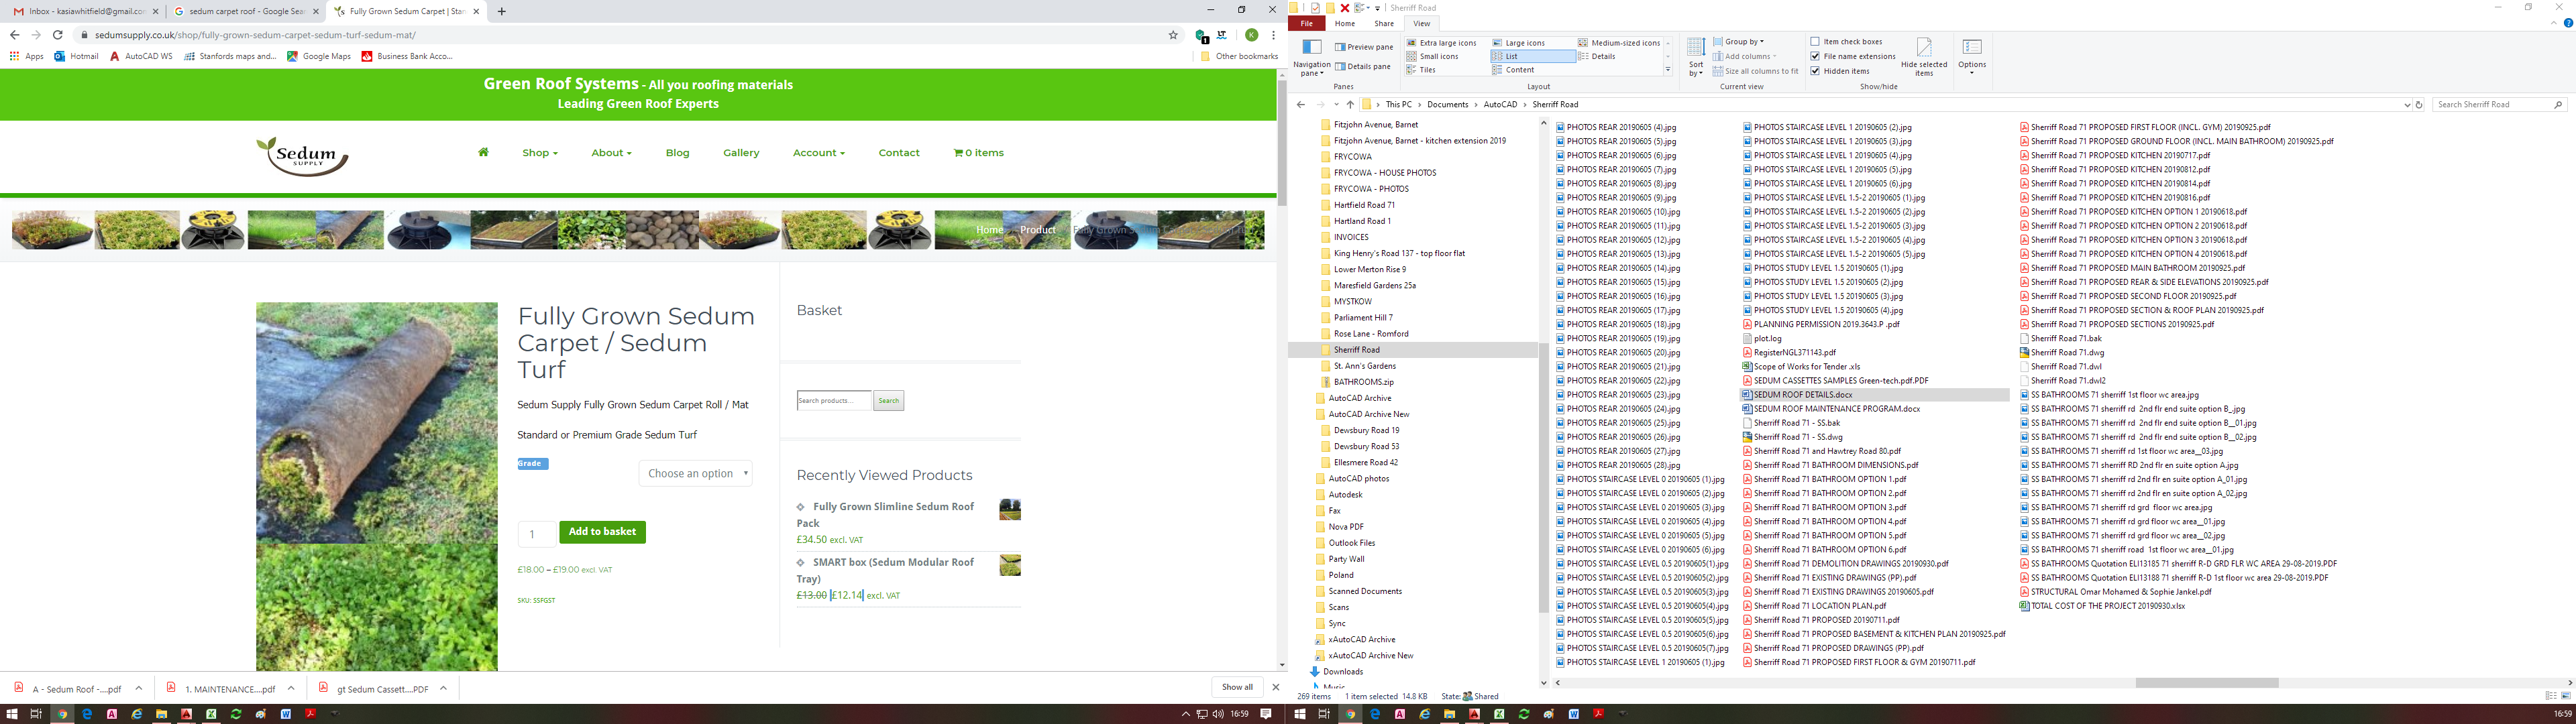 Inbox - kasiawhitfield@gmail.com
sedum carpet roof - Google Sear
Fully Grown Sedum Carpet | Stan
sedumsupply.co.uk/shop/fully-grown-sedum-carpet-sedum-turf-sedum-mat/
Apps
Hotmail
AutoCAD WS
Stanfords maps and...
Google Maps
Business Bank Acco...
Other bookmarks
Green Roof Systems - All you roofing materials
Leading Green Roof Experts
Sedum
SUPPLY
Shop
About
Blog
Gallery
Account
Contact
0 items
Home
Product
Fully Grown Sedum Carpet / Sedum
Fully Grown Sedum
Carpet / Sedum
Turf
Sedum Supply Fully Grown Sedum Carpet Roll / Mat
Standard or Premium Grade Sedum Turf
Grade
Choose an option
1
Add to basket
£18.00 – £19.00 excl. VAT
SKU: SSFGST
Basket
Search products...
Search
Recently Viewed Products
Fully Grown Slimline Sedum Roof
Pack
£34.50 excl. VAT
SMART box (Sedum Modular Roof
Tray)
£13.00 £12.14 excl. VAT
A - Sedum Roof -....pdf
1. MAINTENANCE....pdf
gt Sedum Cassett....PDF
Show all
16:59
Sherriff Road
File
Home
Share
View
Navigation
pane
Preview pane
Details pane
Panes
Extra large icons
Large icons
Medium-sized icons
Small icons
List
Details
Tiles
Content
Layout
Sort
by
Group by
Add columns
Size all columns to fit
Current view
Item check boxes
File name extensions
Hidden items
Hide selected
items
Show/hide
Options
This PC
Documents
AutoCAD
Sherriff Road
Search Sherriff Road
Fitzjohn Avenue, Barnet
Fitzjohn Avenue, Barnet - kitchen extension 2019
FRYCOWA
FRYCOWA - HOUSE PHOTOS
FRYCOWA - PHOTOS
Hartfield Road 71
Hartland Road 1
INVOICES
King Henry's Road 137 - top floor flat
Lower Merton Rise 9
Maresfield Gardens 25a
MYSTKOW
Parliament Hill 7
Rose Lane - Romford
Sherriff Road
St. Ann's Gardens
BATHROOMS.zip
AutoCAD Archive
AutoCAD Archive New
Dewsbury Road 19
Dewsbury Road 53
Ellesmere Road 42
AutoCAD photos
Autodesk
Fax
Nova PDF
Outlook Files
Party Wall
Poland
Scanned Documents
Scans
Sync
xAutoCAD Archive
xAutoCAD Archive New
Downloads
Music
PHOTOS REAR 20190605 (4).jpg
PHOTOS REAR 20190605 (5).jpg
PHOTOS REAR 20190605 (6).jpg
PHOTOS REAR 20190605 (7).jpg
PHOTOS REAR 20190605 (8).jpg
PHOTOS REAR 20190605 (9).jpg
PHOTOS REAR 20190605 (10).jpg
PHOTOS REAR 20190605 (11).jpg
PHOTOS REAR 20190605 (12).jpg
PHOTOS REAR 20190605 (13).jpg
PHOTOS REAR 20190605 (14).jpg
PHOTOS REAR 20190605 (15).jpg
PHOTOS REAR 20190605 (16).jpg
PHOTOS REAR 20190605 (17).jpg
PHOTOS REAR 20190605 (18).jpg
PHOTOS REAR 20190605 (19).jpg
PHOTOS REAR 20190605 (20).jpg
PHOTOS REAR 20190605 (21).jpg
PHOTOS REAR 20190605 (22).jpg
PHOTOS REAR 20190605 (23).jpg
PHOTOS REAR 20190605 (24).jpg
PHOTOS REAR 20190605 (25).jpg
PHOTOS REAR 20190605 (26).jpg
PHOTOS REAR 20190605 (27).jpg
PHOTOS REAR 20190605 (28).jpg
PHOTOS STAIRCASE LEVEL 0 20190605 (1).jpg
PHOTOS STAIRCASE LEVEL 0 20190605 (2).jpg
PHOTOS STAIRCASE LEVEL 0 20190605 (3).jpg
PHOTOS STAIRCASE LEVEL 0 20190605 (4).jpg
PHOTOS STAIRCASE LEVEL 0 20190605 (5).jpg
PHOTOS STAIRCASE LEVEL 0 20190605 (6).jpg
PHOTOS STAIRCASE LEVEL 0.5 20190605(1).jpg
PHOTOS STAIRCASE LEVEL 0.5 20190605(2).jpg
PHOTOS STAIRCASE LEVEL 0.5 20190605(3).jpg
PHOTOS STAIRCASE LEVEL 0.5 20190605(4).jpg
PHOTOS STAIRCASE LEVEL 0.5 20190605(5).jpg
PHOTOS STAIRCASE LEVEL 0.5 20190605(6).jpg
PHOTOS STAIRCASE LEVEL 0.5 20190605(7).jpg
PHOTOS STAIRCASE LEVEL 1 20190605 (1).jpg
PHOTOS STAIRCASE LEVEL 1 20190605 (2).jpg
PHOTOS STAIRCASE LEVEL 1 20190605 (3).jpg
PHOTOS STAIRCASE LEVEL 1 20190605 (4).jpg
PHOTOS STAIRCASE LEVEL 1 20190605 (5).jpg
PHOTOS STAIRCASE LEVEL 1 20190605 (6).jpg
PHOTOS STAIRCASE LEVEL 1.5-2 20190605 (1).jpg
PHOTOS STAIRCASE LEVEL 1.5-2 20190605 (2).jpg
PHOTOS STAIRCASE LEVEL 1.5-2 20190605 (3).jpg
PHOTOS STAIRCASE LEVEL 1.5-2 20190605 (4).jpg
PHOTOS STAIRCASE LEVEL 1.5-2 20190605 (5).jpg
PHOTOS STUDY LEVEL 1.5 20190605 (1).jpg
PHOTOS STUDY LEVEL 1.5 20190605 (2).jpg
PHOTOS STUDY LEVEL 1.5 20190605 (3).jpg
PHOTOS STUDY LEVEL 1.5 20190605 (4).jpg
PLANNING PERMISSION 2019.3643.P .pdf
plot.log
RegisterNGL371143.pdf
Scope of Works for Tender .xls
SEDUM CASSETTES SAMPLES Green-tech.pdf.PDF
SEDUM ROOF DETAILS.docx
SEDUM ROOF MAINTENANCE PROGRAM.docx
Sherriff Road 71 - SS.bak
Sherriff Road 71 - SS.dwg
Sherriff Road 71 and Hawtrey Road 80.pdf
Sherriff Road 71 BATHROOM DIMENSIONS.pdf
Sherriff Road 71 BATHROOM OPTION 1.pdf
Sherriff Road 71 BATHROOM OPTION 2.pdf
Sherriff Road 71 BATHROOM OPTION 3.pdf
Sherriff Road 71 BATHROOM OPTION 4.pdf
Sherriff Road 71 BATHROOM OPTION 5.pdf
Sherriff Road 71 BATHROOM OPTION 6.pdf
Sherriff Road 71 DEMOLITION DRAWINGS 20190930.pdf
Sherriff Road 71 EXISTING DRAWINGS (PP).pdf
Sherriff Road 71 EXISTING DRAWINGS 20190605.pdf
Sherriff Road 71 LOCATION PLAN.pdf
Sherriff Road 71 PROPOSED 20190711.pdf
Sherriff Road 71 PROPOSED BASEMENT & KITCHEN PLAN 20190925.pdf
Sherriff Road 71 PROPOSED DRAWINGS (PP).pdf
Sherriff Road 71 PROPOSED FIRST FLOOR & GYM 20190711.pdf
Sherriff Road 71 PROPOSED FIRST FLOOR (INCL. GYM) 20190925.pdf
Sherriff Road 71 PROPOSED GROUND FLOOR (INCL. MAIN BATHROOM) 20190925.pdf
Sherriff Road 71 PROPOSED KITCHEN 20190717.pdf
Sherriff Road 71 PROPOSED KITCHEN 20190812.pdf
Sherriff Road 71 PROPOSED KITCHEN 20190814.pdf
Sherriff Road 71 PROPOSED KITCHEN 20190816.pdf
Sherriff Road 71 PROPOSED KITCHEN OPTION 1 20190618.pdf
Sherriff Road 71 PROPOSED KITCHEN OPTION 2 20190618.pdf
Sherriff Road 71 PROPOSED KITCHEN OPTION 3 20190618.pdf
Sherriff Road 71 PROPOSED KITCHEN OPTION 4 20190618.pdf
Sherriff Road 71 PROPOSED MAIN BATHROOM 20190925.pdf
Sherriff Road 71 PROPOSED REAR & SIDE ELEVATIONS 20190925.pdf
Sherriff Road 71 PROPOSED SECOND FLOOR 20190925.pdf
Sherriff Road 71 PROPOSED SECTION & ROOF PLAN 20190925.pdf
Sherriff Road 71 PROPOSED SECTIONS 20190925.pdf
Sherriff Road 71.bak
Sherriff Road 71.dwg
Sherriff Road 71.dwl
Sherriff Road 71.dwl2
SS BATHROOMS 71 sherriff 1st floor wc area.jpg
SS BATHROOMS 71 sherriff rd  2nd flr end suite option B_.jpg
SS BATHROOMS 71 sherriff rd  2nd flr end suite option B__01.jpg
SS BATHROOMS 71 sherriff rd  2nd flr end suite option B__02.jpg
SS BATHROOMS 71 sherriff rd 1st floor wc area__03.jpg
SS BATHROOMS 71 sherriff RD 2nd flr en suite option A.jpg
SS BATHROOMS 71 sherriff rd 2nd flr en suite option A_01.jpg
SS BATHROOMS 71 sherriff rd 2nd flr en suite option A_02.jpg
SS BATHROOMS 71 sherriff rd grd  floor wc area.jpg
SS BATHROOMS 71 sherriff rd grd floor wc area__01.jpg
SS BATHROOMS 71 sherriff rd grd floor wc area__02.jpg
SS BATHROOMS 71 sherriff road  1st floor wc area__01.jpg
SS BATHROOMS Quotation ELI13185 71 sherriff R-D GRD FLR WC AREA 29-08-2019.PDF
SS BATHROOMS Quotation ELI13188 71 sherriff R-D 1st floor wc area 29-08-2019.PDF
STRUCTURAL Omar Mohamed & Sophie Jankel.pdf
TOTAL COST OF THE PROJECT 20190930.xlsx
269 items
1 item selected 14.8 KB
State: Shared
16:59